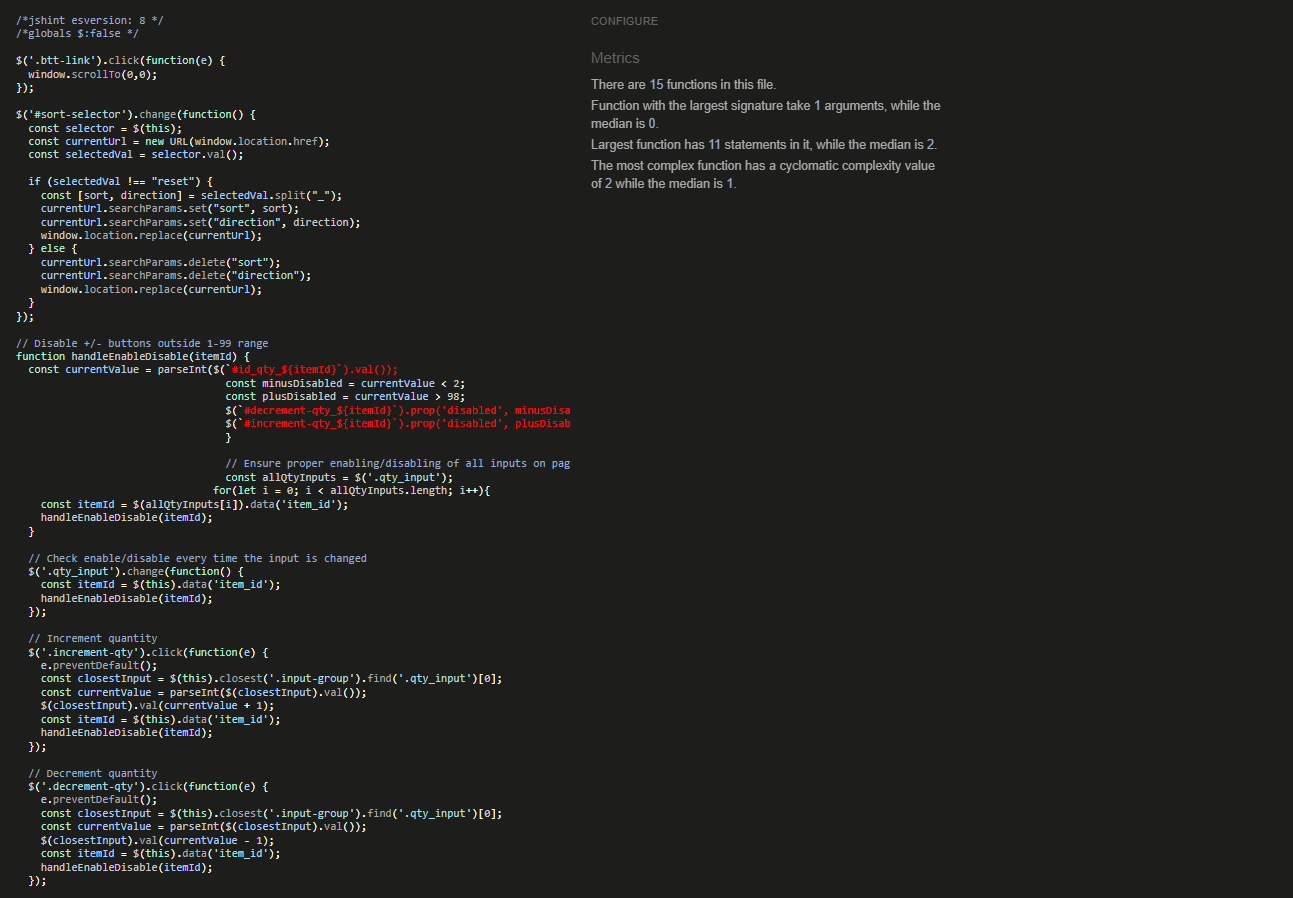 /*jshint esversion: 8 */
/*globals $:false */
$('.btt-link').click(function(e) {
window.scrollTo(0,0);
});
$('#sort-selector').change(function() {
const selector = $(this);
const currentUrl = new URL(window.location.href);
const selectedVal = selector.val();
if (selectedVal !== "reset") {
const [sort, direction] = selectedVal.split("_");
currentUrl.searchParams.set("sort", sort);
currentUrl.searchParams.set("direction", direction);
window.location.replace(currentUrl);
} else {
currentUrl.searchParams.delete("sort");
currentUrl.searchParams.delete("direction");
window.location.replace(currentUrl);
}
});
// Disable +/- buttons outside 1-99 range
function handleEnableDisable(itemId) {
const currentValue = parseInt($(`#id_qty_${itemId}`).val());
const minusDisabled = currentValue < 2;
const plusDisabled = currentValue > 98;
$(`#decrement-qty_${itemId}`).prop('disabled', minusDisa
$(`#increment-qty_${itemId}`).prop('disabled', plusDisab
}
// Ensure proper enabling/disabling of all inputs on pag
const allQtyInputs = $('.qty_input');
for(let i = 0; i < allQtyInputs.length; i++){
const itemId = $(allQtyInputs[i]).data('item_id');
handleEnableDisable(itemId);
}
// Check enable/disable every time the input is changed
$('.qty_input').change(function() {
const itemId = $(this).data('item_id');
handleEnableDisable(itemId);
});
// Increment quantity
$('.increment-qty').click(function(e) {
e.preventDefault();
const closestInput = $(this).closest('.input-group').find('.qty_input')[0];
const currentValue = parseInt($(closestInput).val());
$(closestInput).val(currentValue + 1);
const itemId = $(this).data('item_id');
handleEnableDisable(itemId);
});
// Decrement quantity
$('.decrement-qty').click(function(e) {
e.preventDefault();
const closestInput = $(this).closest('.input-group').find('.qty_input')[0];
const currentValue = parseInt($(closestInput).val());
$(closestInput).val(currentValue - 1);
const itemId = $(this).data('item_id');
handleEnableDisable(itemId);
});
CONFIGURE
Metrics
There are 15 functions in this file.
Function with the largest signature take 1 arguments, while the
median is 0.
Largest function has 11 statements in it, while the median is 2.
The most complex function has a cyclomatic complexity value
of 2 while the median is 1.